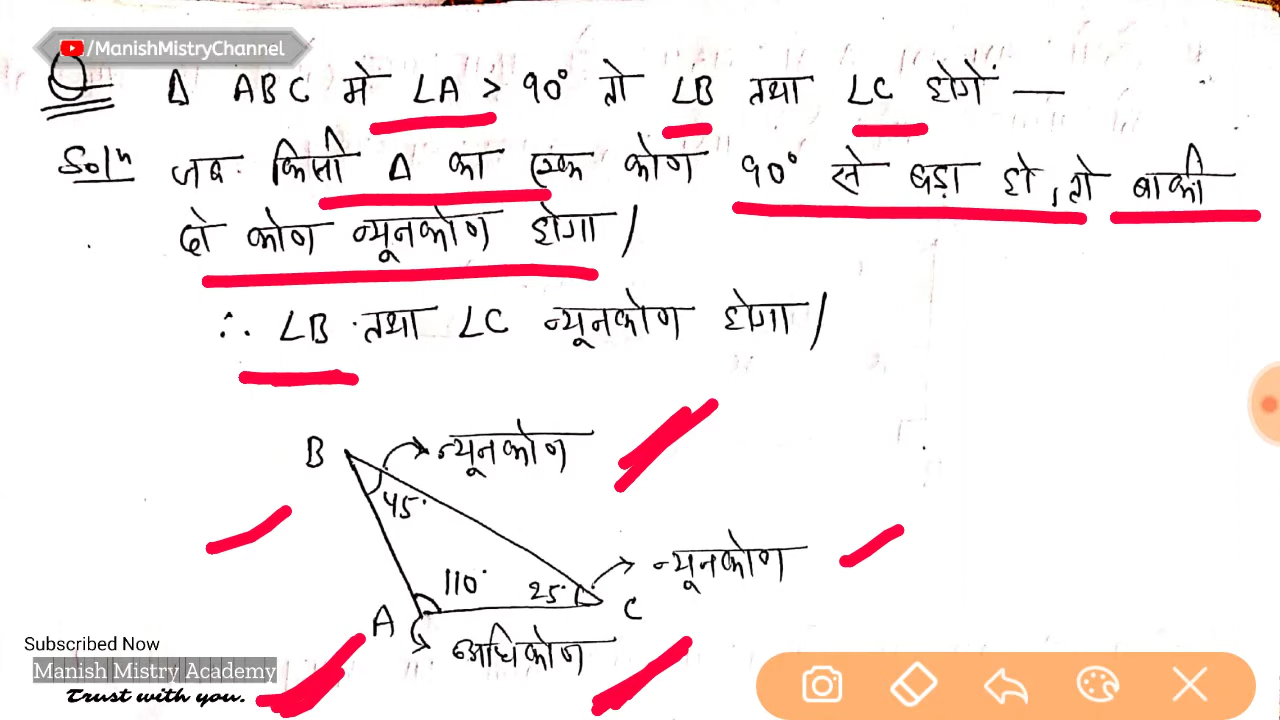 /ManishMistryChannel
Q Δ ABC मे ∠A > 90° तो ∠B तथा ∠C होगें —
Solⁿ जब किसी Δ का एक कोण 90° से बड़ा हो, तो बाकी
दो कोण न्यूनकोण होगा।
∴ ∠B तथा ∠C न्यूनकोण होगा।
B
न्यूनकोण
45°
110°
25°
न्यूनकोण
A
C
अधिकोण
Subscribed Now
Manish Mistry Academy
Trust with you.